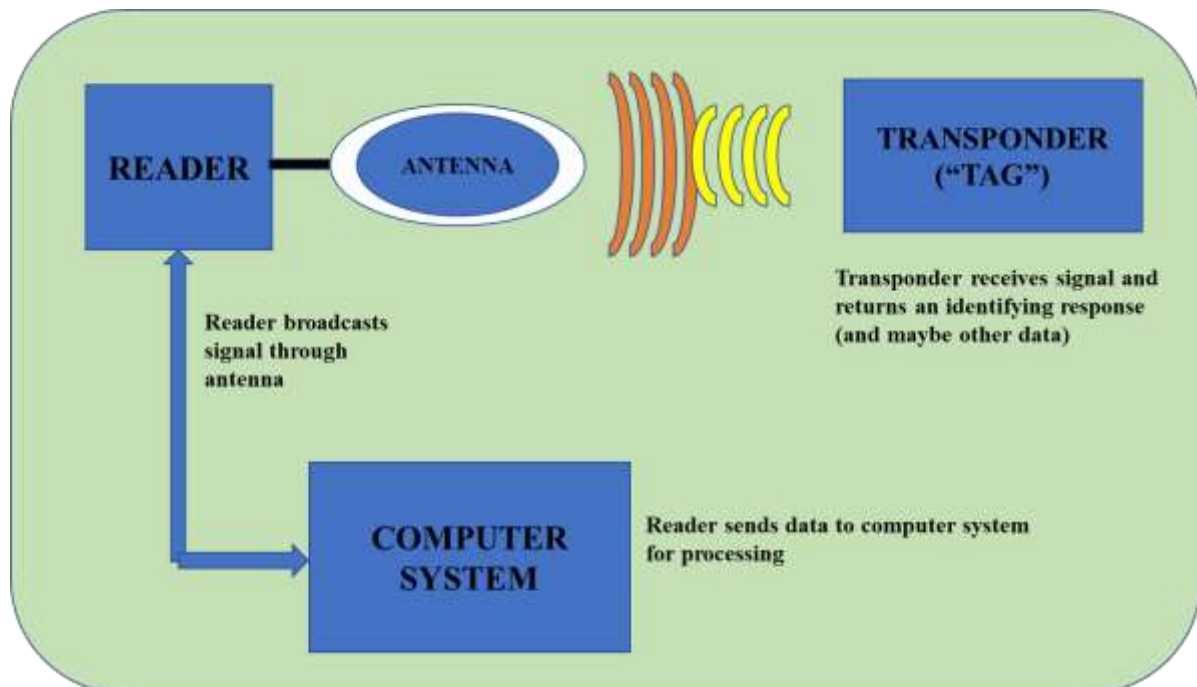 READER
ANTENNA
TRANSPONDER
(“TAG”)
Transponder receives signal and
returns an identifying response
(and maybe other data)
Reader broadcasts
signal through
antenna
COMPUTER
SYSTEM
Reader sends data to computer system
for processing